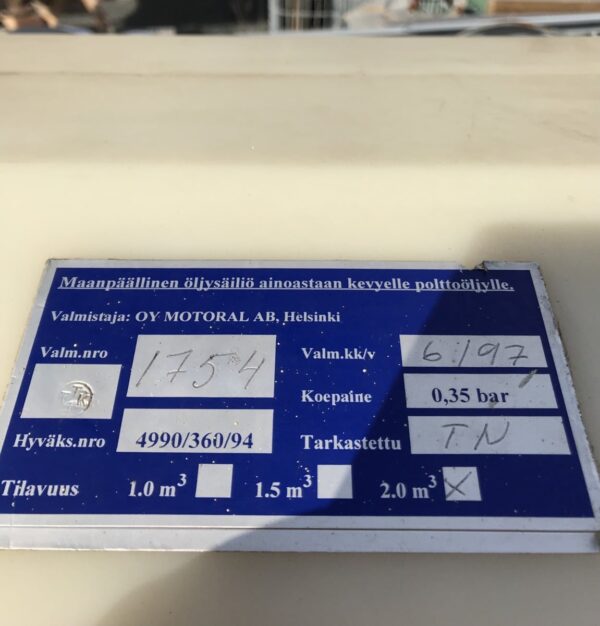 Maanpäällinen öljysäiliö ainoastaan kevyelle polttoöljylle.
Valmistaja: OY MOTORAL AB, Helsinki
Valm.nro 1754 Valm.kk/v 6/97
Koepaine 0,35 bar
Hyväks.nro 4990/360/94 Tarkastettu TN
Tilavuus 1.0 m³ 1.5 m³ 2.0 m³ X